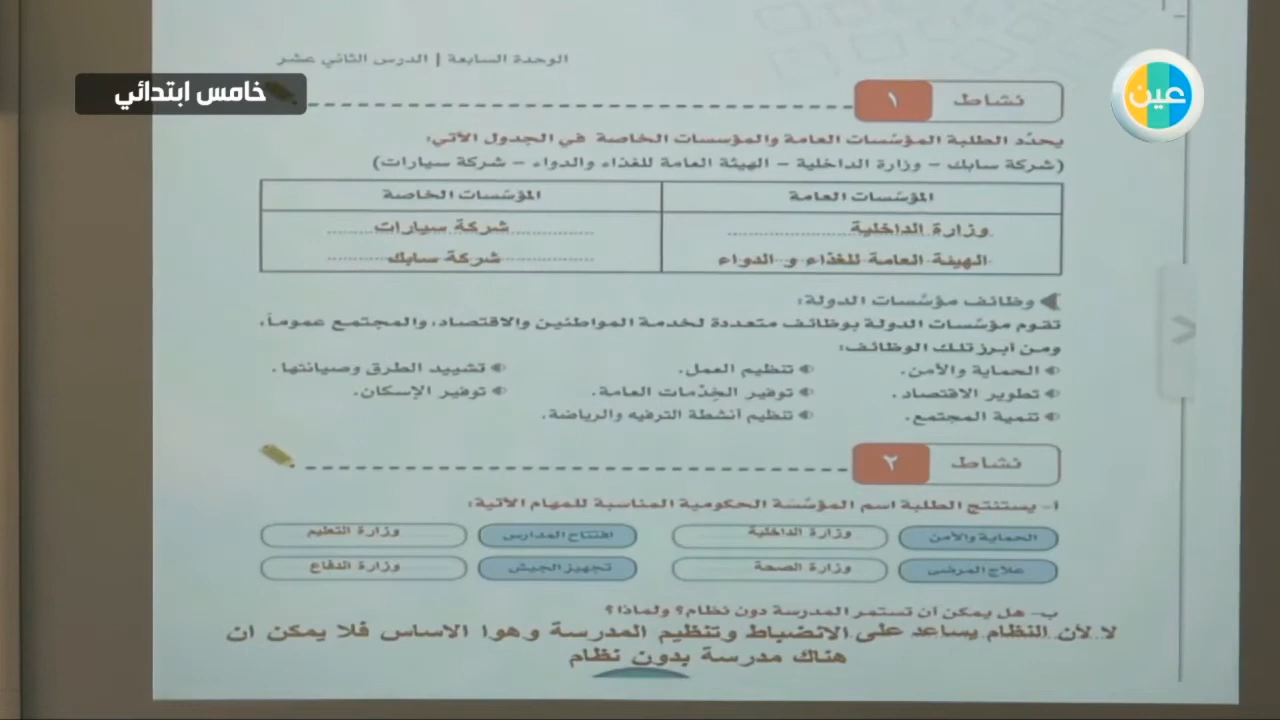 الوحدة السابعة | الدرس الثاني عشر
خامس ابتدائي
عين
نشاط ١
يحدّد الطلبة المؤسّسات العامة والمؤسسات الخاصة في الجدول الآتي:
(شركة سابك - وزارة الداخلية - الهيئة العامة للغذاء والدواء - شركة سيارات)
المؤسّسات العامة المؤسّسات الخاصة
وزارة الداخلية شركة سيارات
الهيئة العامة للغذاء و الدواء شركة سابك
وظائف مؤسّسات الدولة:
تقوم مؤسّسات الدولة بوظائف متعددة لخدمة المواطنين والاقتصاد، والمجتمع عموماً،
ومن أبرز تلك الوظائف:
الحماية والأمن. تنظيم العمل. تشييد الطرق وصيانتها.
تطوير الاقتصاد. توفير الخِدْمات العامة. توفير الإسكان.
تنمية المجتمع. تنظيم أنشطة الترفيه والرياضة.
نشاط ٢
أ- يستنتج الطلبة اسم المؤسّسَة الحكومية المناسبة للمهام الآتية:
الحماية والأمن وزارة الداخلية افتتاح المدارس وزارة التعليم
علاج المرضى وزارة الصحة تجهيز الجيش وزارة الدفاع
ب- هل يمكن أن تستمر المدرسة دون نظام؟ ولماذا؟
لا لأن النظام يساعد على الانضباط وتنظيم المدرسة وهوا الاساس فلا يمكن ان
هناك مدرسة بدون نظام